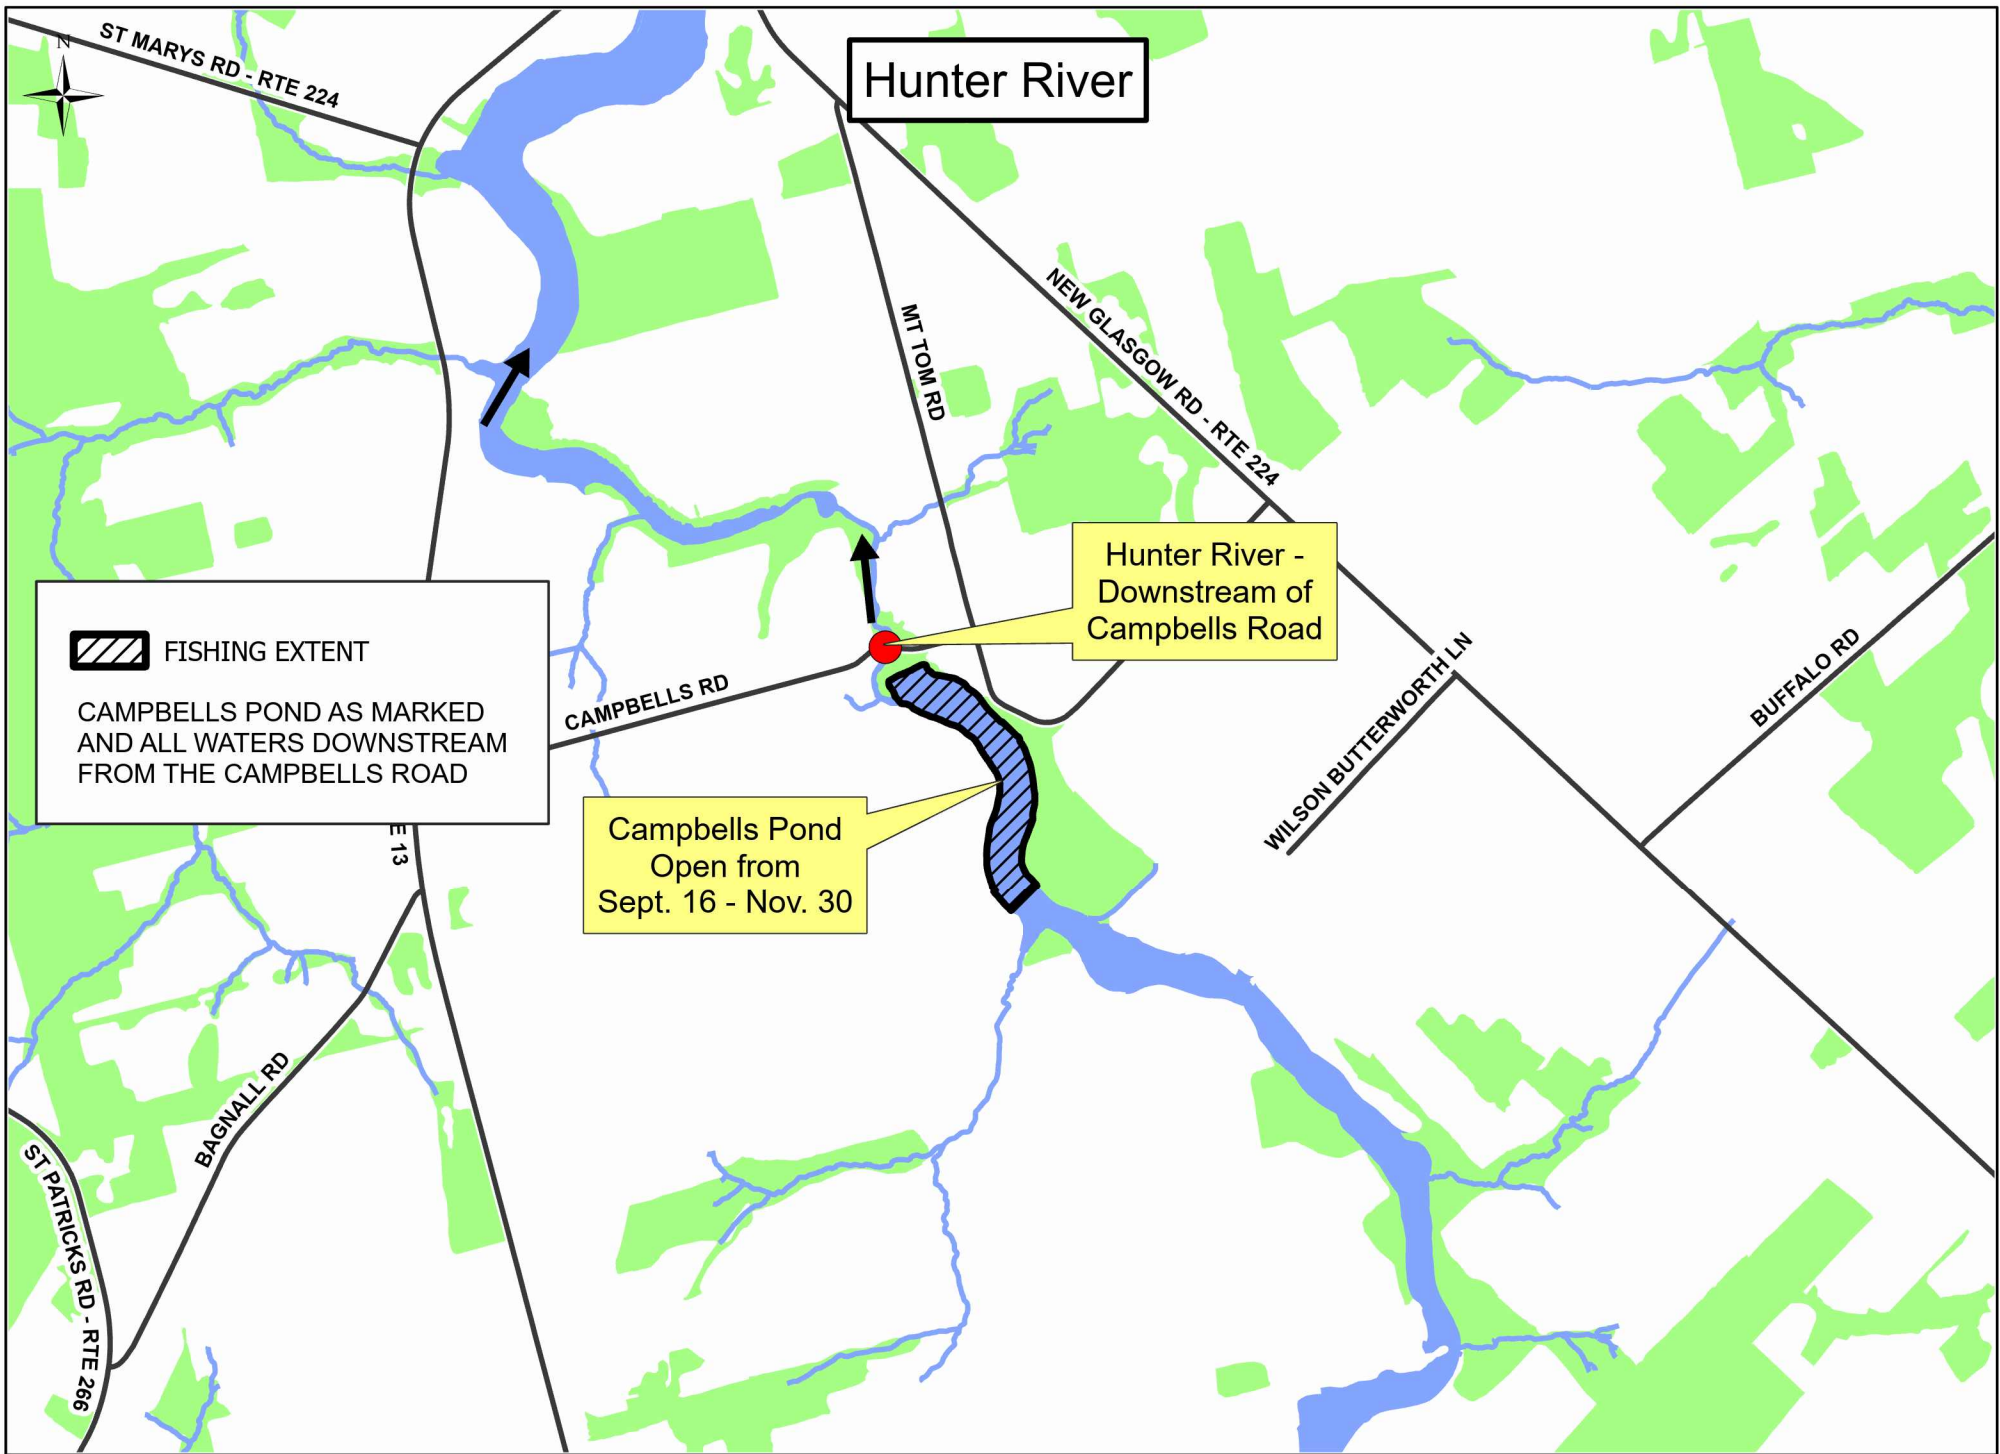 Hunter River
N
ST MARYS RD - RTE 224
MT TOM RD
NEW GLASGOW RD - RTE 224
Hunter River -
Downstream of
Campbells Road
FISHING EXTENT
CAMPBELLS POND AS MARKED
AND ALL WATERS DOWNSTREAM
FROM THE CAMPBELLS ROAD
CAMPBELLS RD
WILSON BUTTERWORTH LN
BUFFALO RD
Campbells Pond
Open from
Sept. 16 - Nov. 30
E 13
BAGNALL RD
ST PATRICKS RD - RTE 266